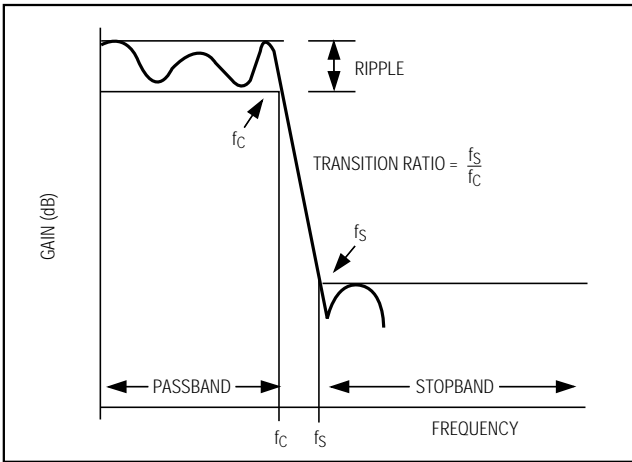 RIPPLE
fC
TRANSITION RATIO = fS/fC
GAIN (dB)
fS
PASSBAND
STOPBAND
fC
fS
FREQUENCY